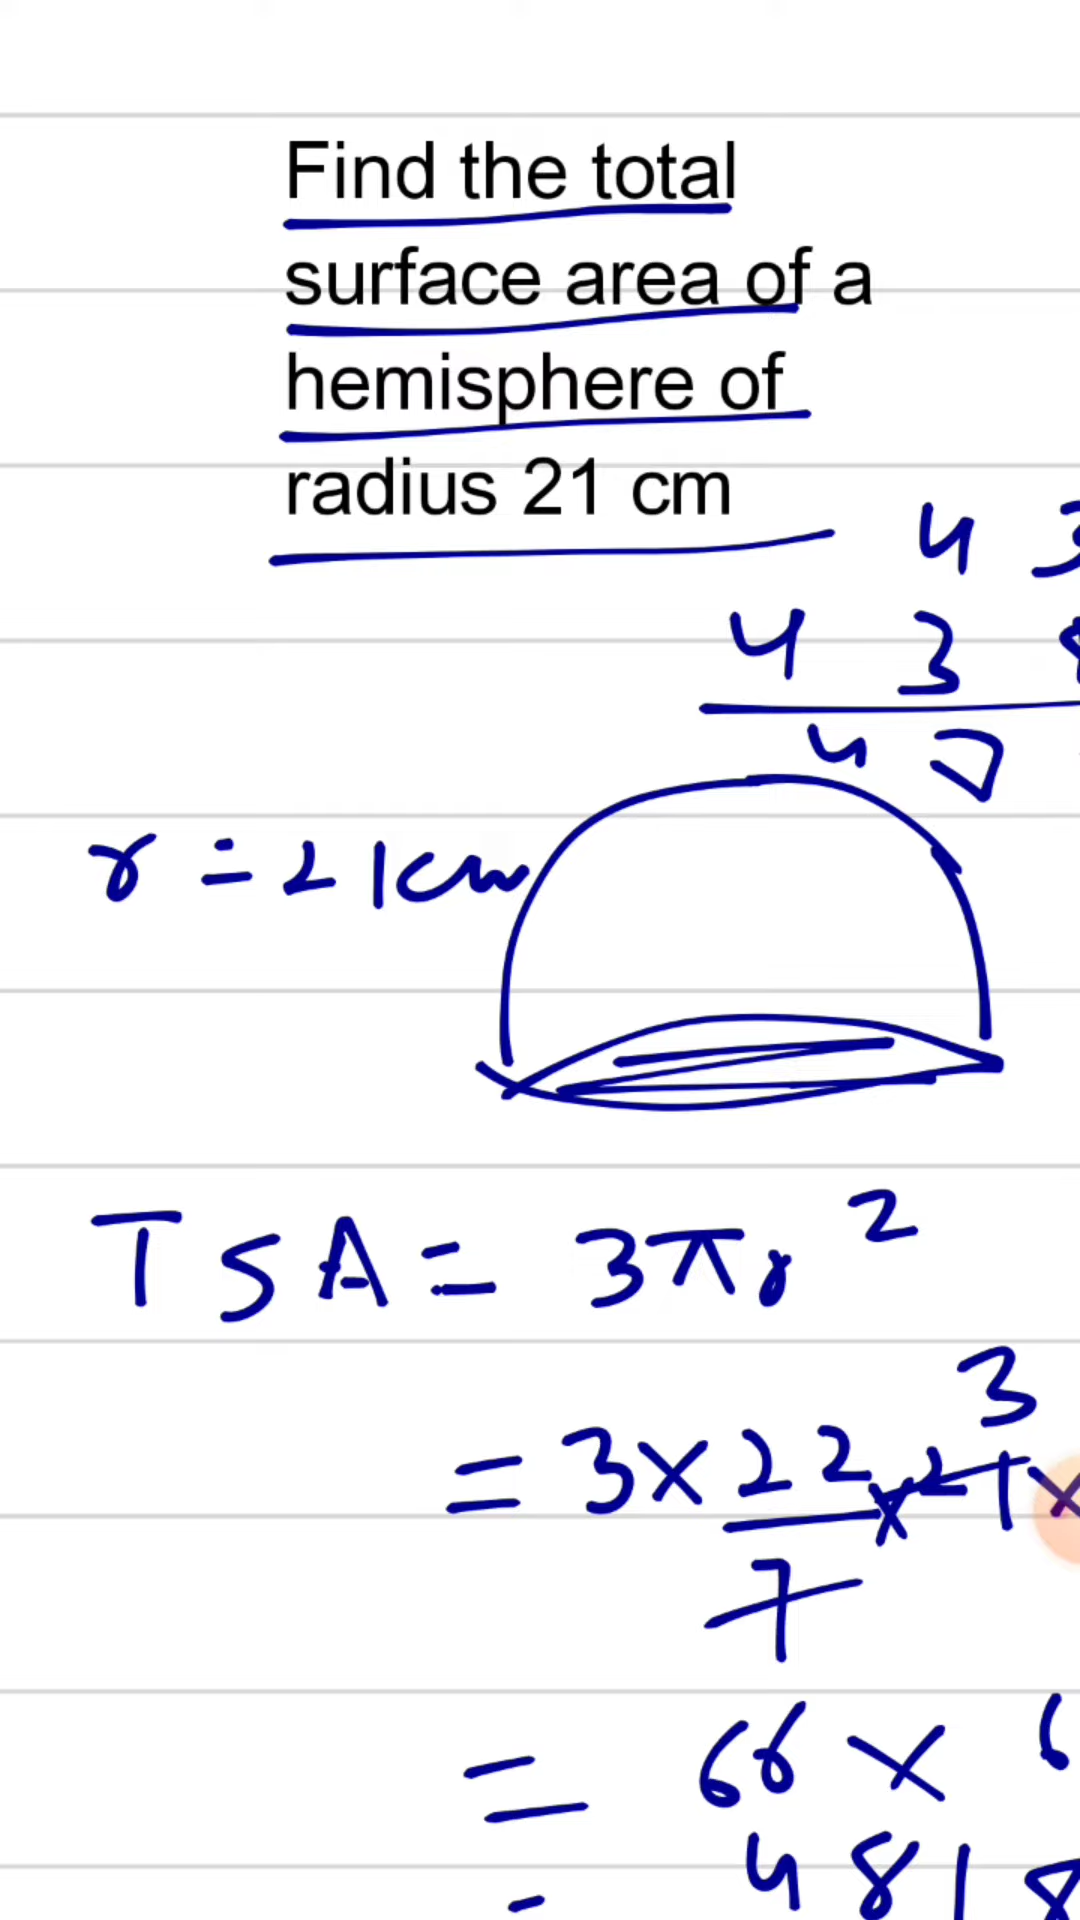 Find the total
surface area of a
hemisphere of
radius 21 cm
4 3
4 3
4
r = 21cm
TSA = 3πr²
3
= 3 × 22 × 21 ×
7
= 66 × 6
= 4818